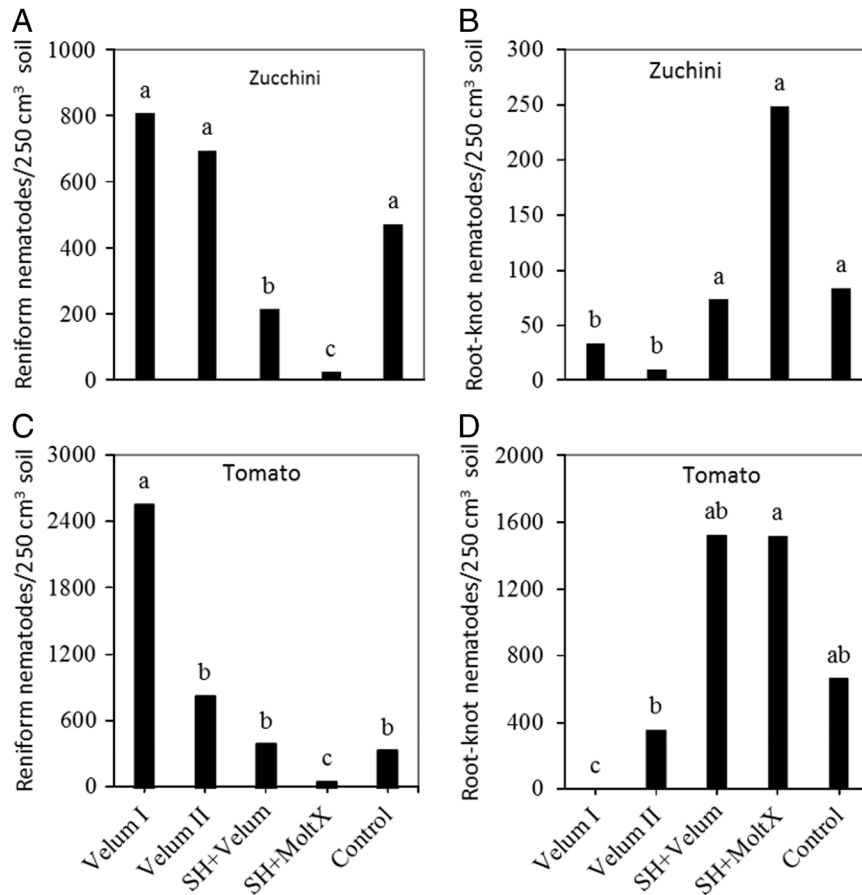 A
Reniform nematodes/250 cm³ soil
1000
800
600
400
200
0
Zucchini
a
a
b
c
a
B
Root-knot nematodes/250 cm³ soil
300
250
200
150
100
50
0
Zuchini
b
b
a
a
a
C
Reniform nematodes/250 cm³ soil
3000
2400
1800
1200
600
0
Tomato
a
b
b
c
b
Velum I
Velum II
SH+Velum
SH+MoltX
Control
D
Root-knot nematodes/250 cm³ soil
2000
1600
1200
800
400
0
Tomato
c
b
ab
a
ab
Velum I
Velum II
SH+Velum
SH+MoltX
Control